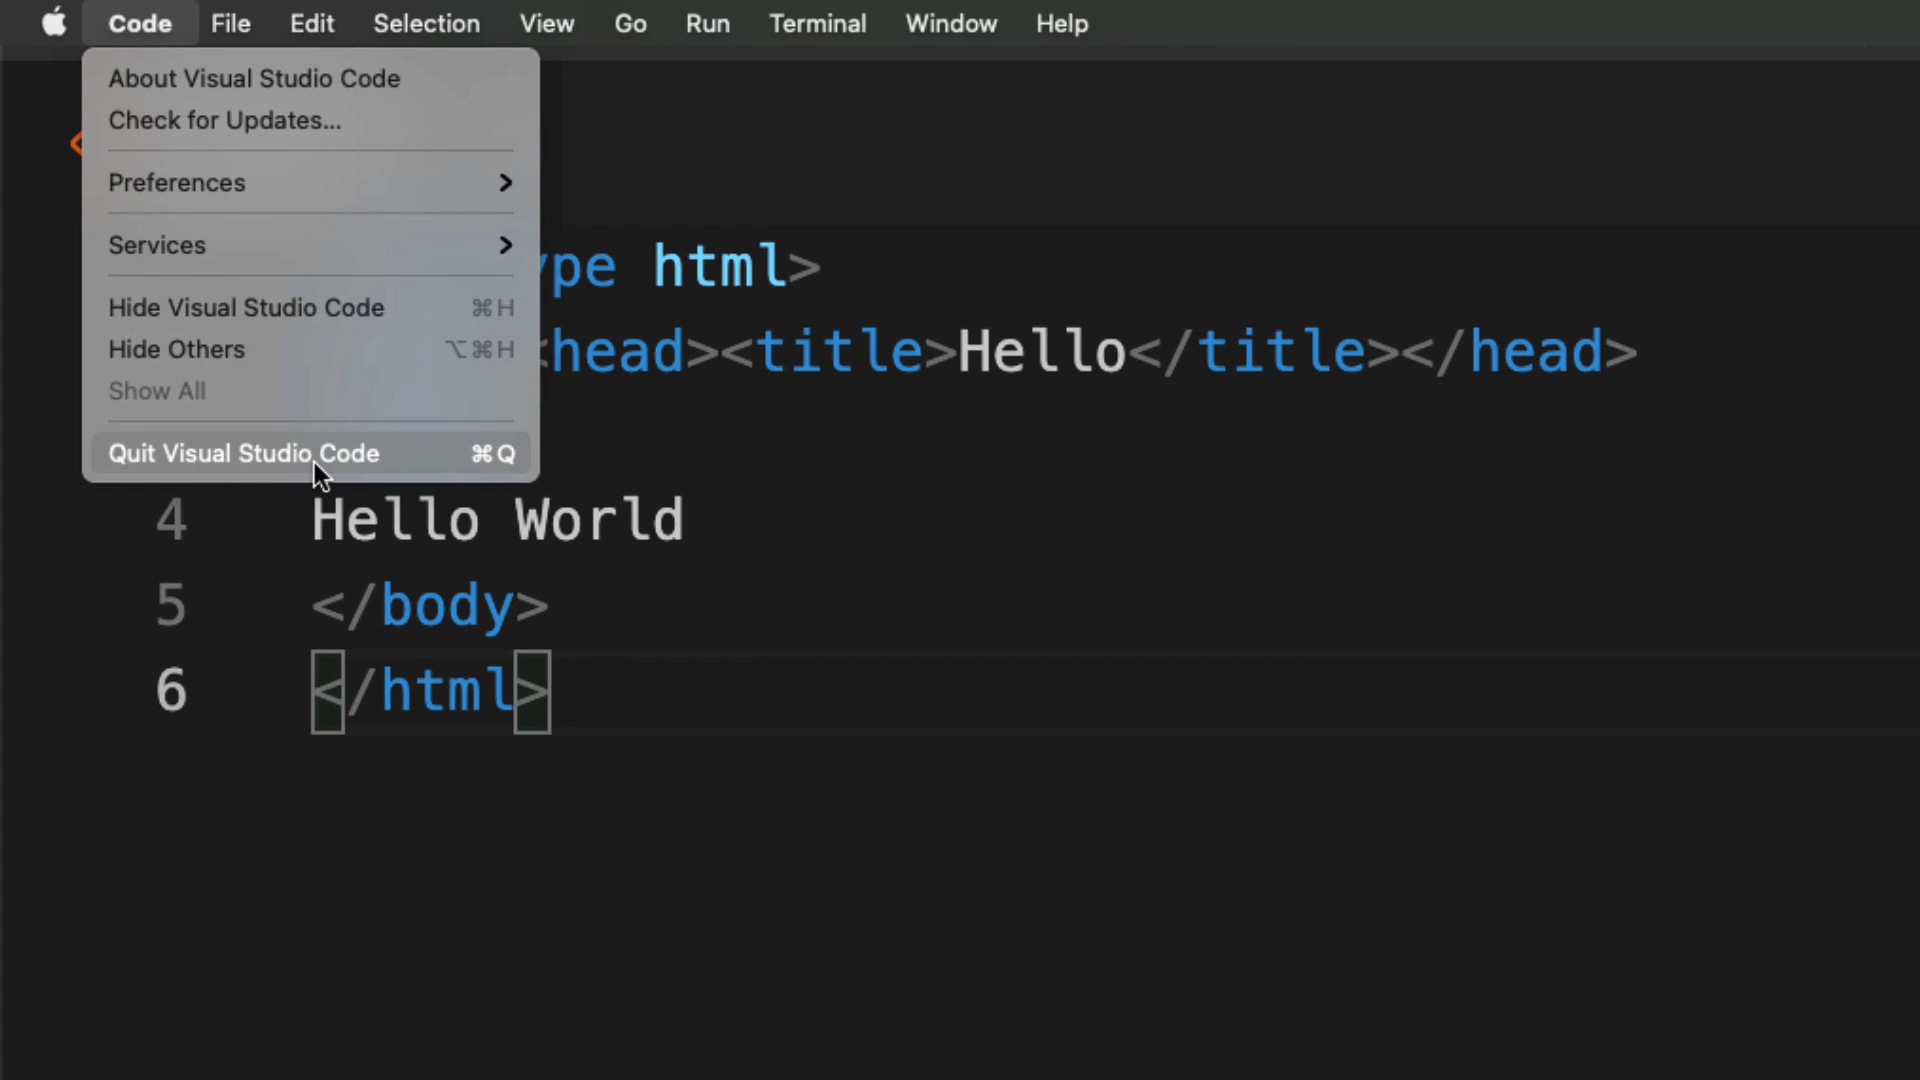 Code File Edit Selection View Go Run Terminal Window Help
About Visual Studio Code
Check for Updates...
Preferences
Services
Hide Visual Studio Code ⌘H
Hide Others ⌥⌘H
Show All
Quit Visual Studio Code ⌘Q
ype html>
<head><title>Hello</title></head>
4 Hello World
5 </body>
6 </html>